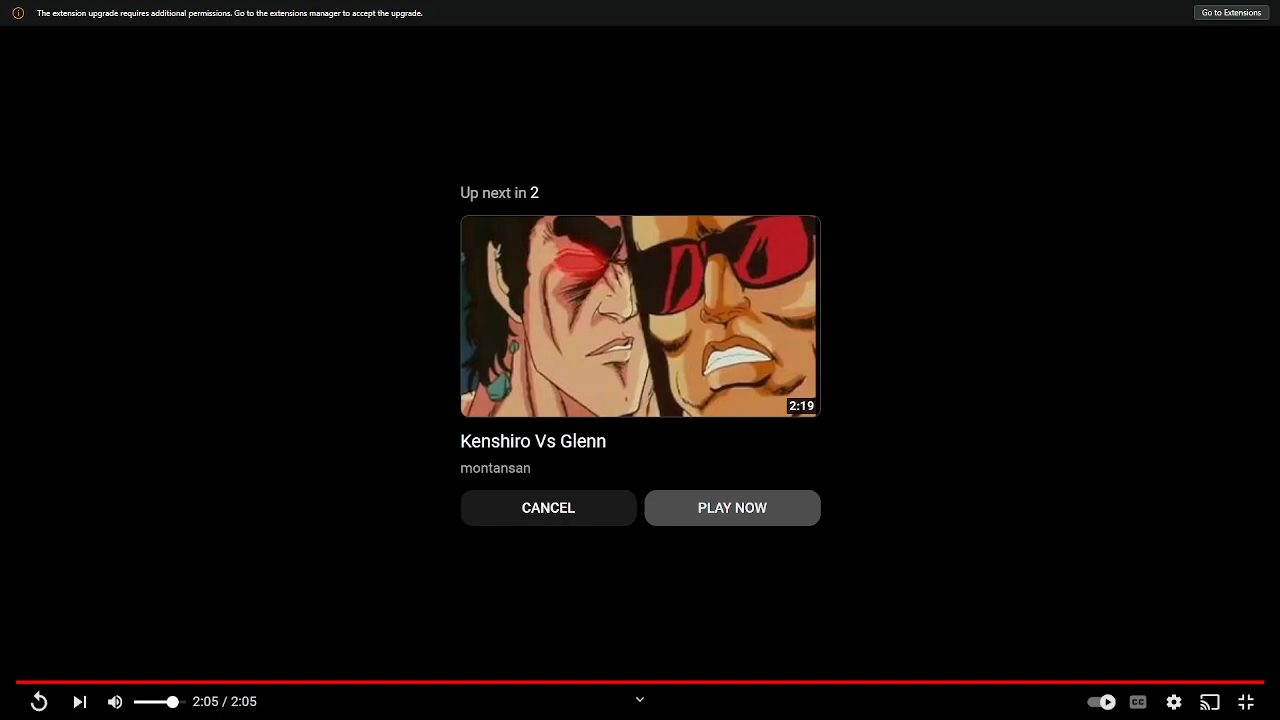 The extension upgrade requires additional permissions. Go to the extensions manager to accept the upgrade.
Go to Extensions
Up next in 2
2:19
Kenshiro Vs Glenn
montansan
CANCEL
PLAY NOW
2:05 / 2:05
CC